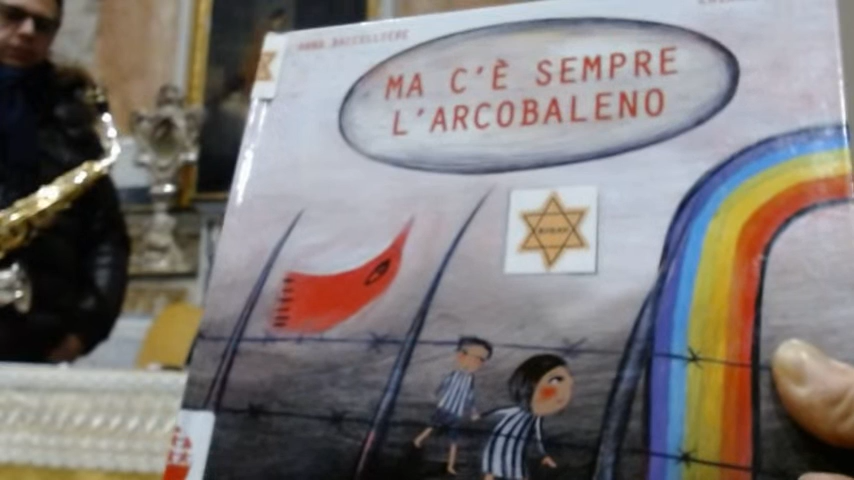 ANNA BACCELLIERE
MA C'È SEMPRE
L'ARCOBALENO